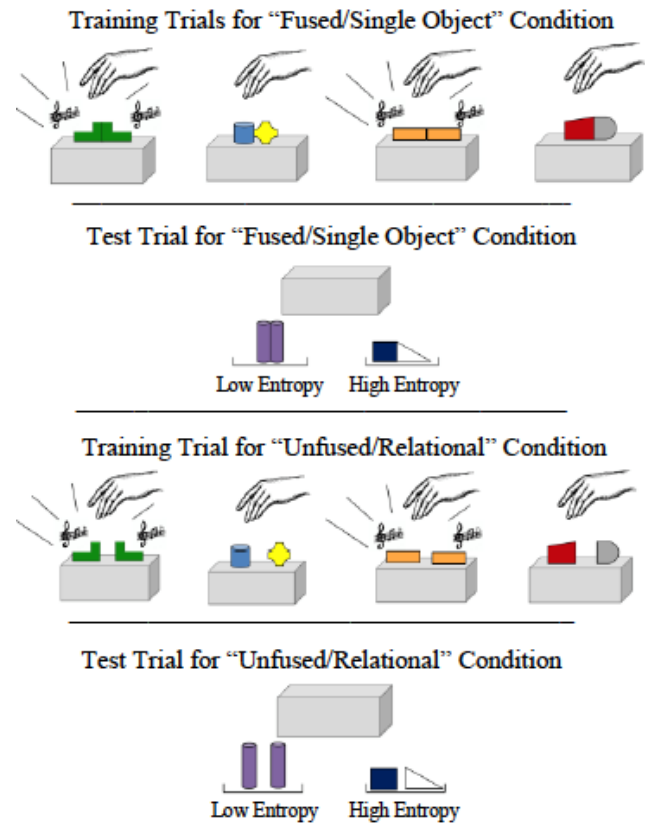 Training Trials for “Fused/Single Object” Condition
Test Trial for “Fused/Single Object” Condition
Low Entropy High Entropy
Training Trial for “Unfused/Relational” Condition
Test Trial for “Unfused/Relational” Condition
Low Entropy High Entropy